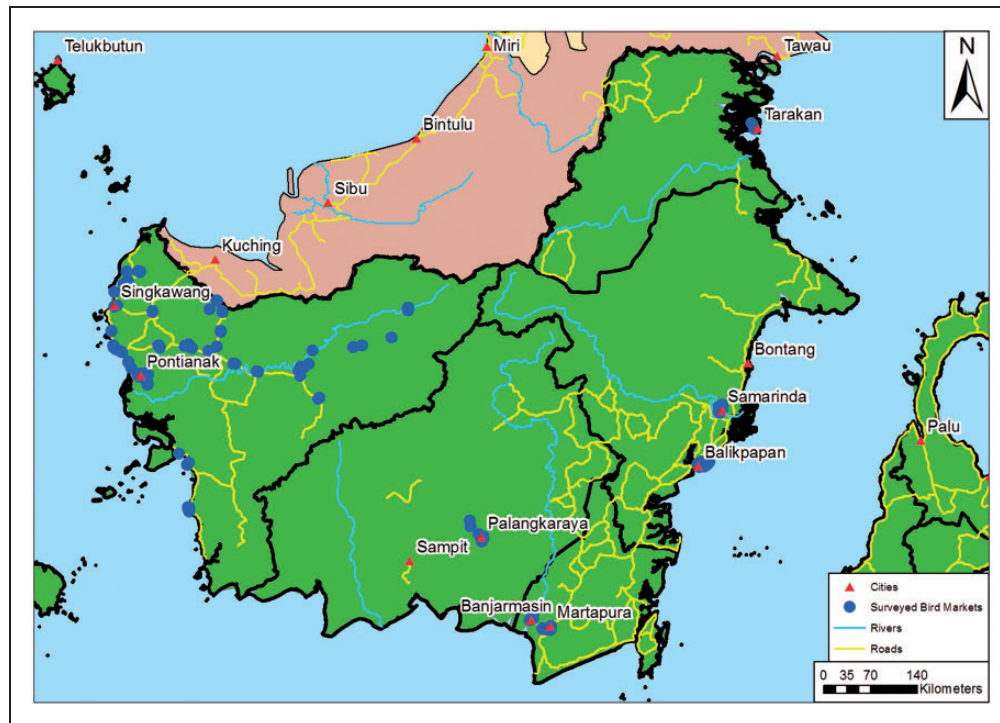 Telukbutun
Miri
Tawau
N
Tarakan
Bintulu
Sibu
Kuching
Singkawang
Pontianak
Bontang
Samarinda
Palu
Balikpapan
Palangkaraya
Sampit
Banjarmasin
Martapura
Cities
Surveyed Bird Markets
Rivers
Roads
0 35 70 140
Kilometers